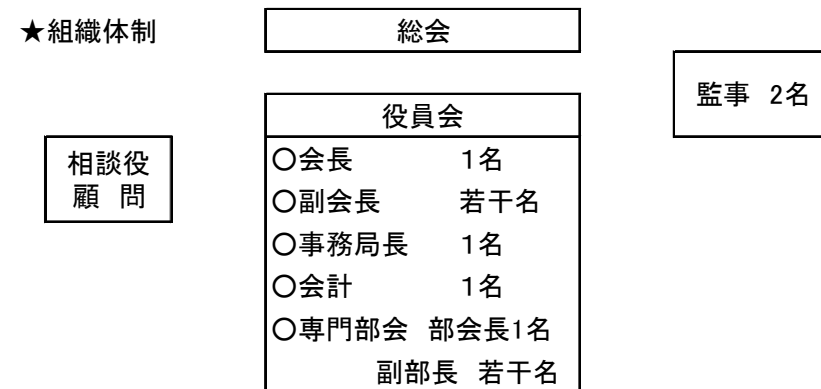 ★組織体制
総会
監事 2名
役員会
相談役
顧 問
○会長 1名
○副会長 若干名
○事務局長 1名
○会計 1名
○専門部会 部会長1名
副部長 若干名